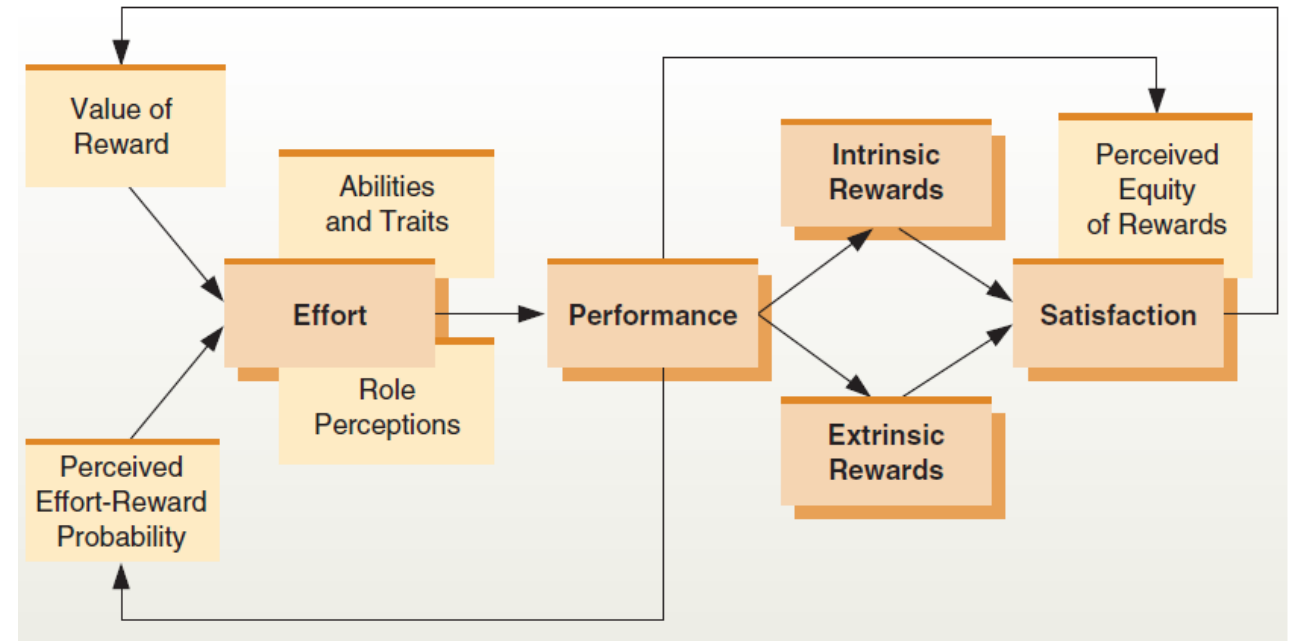 Value of
Reward
Abilities
and Traits
Effort
Role
Perceptions
Perceived
Effort-Reward
Probability
Performance
Intrinsic
Rewards
Extrinsic
Rewards
Perceived
Equity
of Rewards
Satisfaction